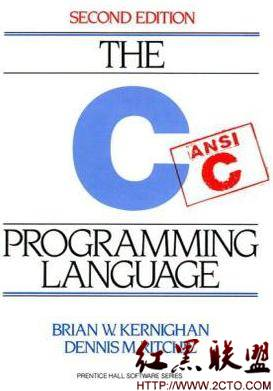 SECOND EDITION
THE
C
ANSI
C
PROGRAMMING
LANGUAGE
BRIAN W. KERNIGHAN
DENNIS M. RITCHIE
PRENTICE HALL SOFTWARE SERIES
红黑联盟
HTTP://WWW.2CTO.COM